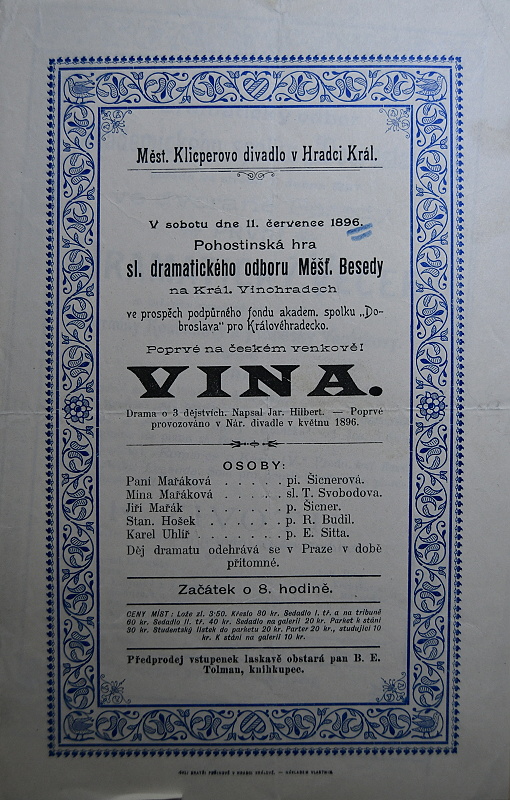 Měst. Klicperovo divadlo v Hradci Král.
V sobotu dne 11. července 1896.
Pohostinská hra
sl. dramatického odboru Měšť. Besedy
na Král. Vinohradech
ve prospěch podpůrného fondu akadem. spolku „Do-
broslava" pro Královéhradecko.
Poprvé na českém venkově!
VINA.
Drama o 3 dějstvích. Napsal Jar. Hilbert. — Poprvé
provozováno v Nár. divadle v květnu 1896.
OSOBY:
Paní Mařáková . . . . . pí. Šicnerová.
Mina Mařáková . . . . . sl. T. Svobodova.
Jiří Mařák . . . . . . . p. Šicner.
Stan. Hošek . . . . . . p. R. Budil.
Karel Uhlíř . . . . . . . p. E. Sitta.
Děj dramatu odehrává se v Praze v době
přítomné.
Začátek o 8. hodině.
CENY MÍST: Lože zl. 3·50. Křeslo 80 kr. Sedadlo I. tř. a na tribuně
60 kr. Sedadlo II. tř. 40 kr. Sedadlo na galerii 20 kr. Parket k stání
30 kr. Studentský lístek do parketu 20 kr. Parter 20 kr., studující 10
kr. K stání na galerii 10 kr.
Předprodej vstupenek laskavě obstará pan B. E.
Tolman, knihkupec.